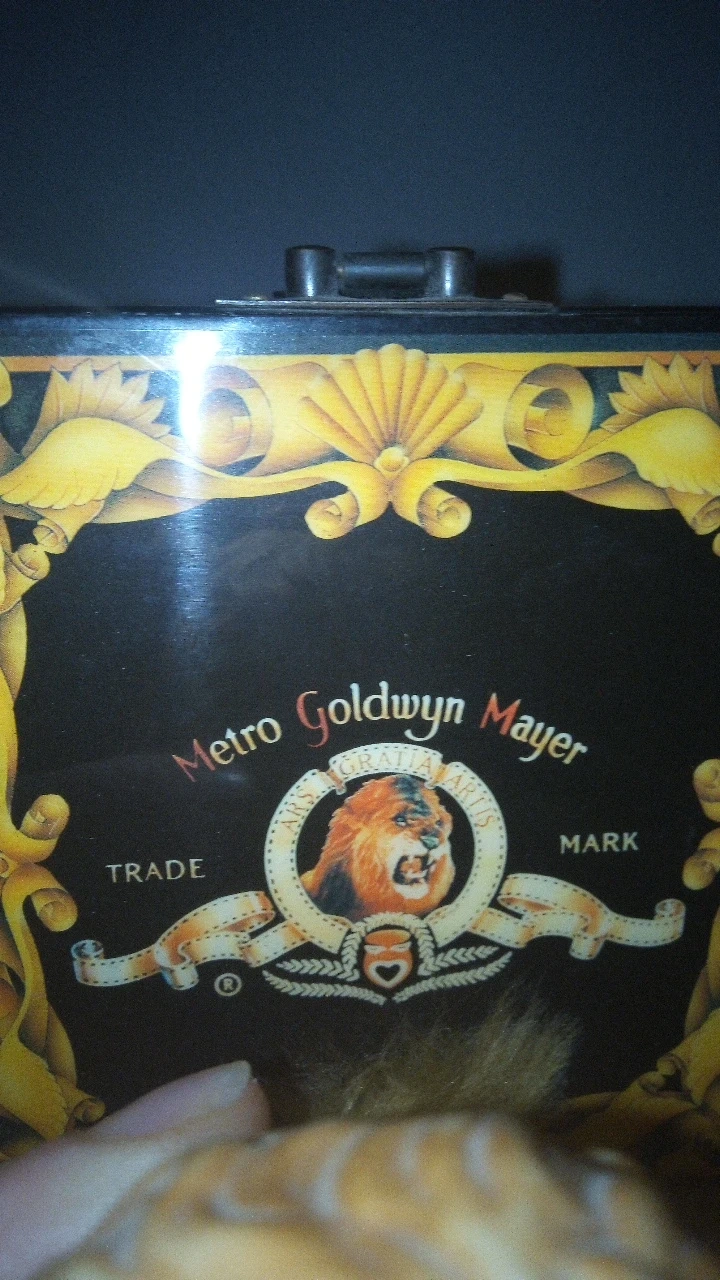 Metro Goldwyn Mayer
ARS GRATIA ARTIS
TRADE
MARK
®